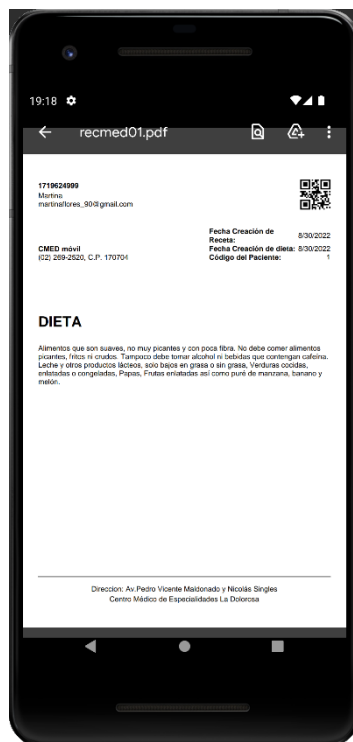 19:18
recmed01.pdf
1719624999
Martina
martinaflores_90@gmail.com
Fecha Creación de
Receta:
8/30/2022
CMED móvil
Fecha Creación de dieta: 8/30/2022
(02) 269-2520, C.P. 170704
Código del Paciente: 1
DIETA
Alimentos que son suaves, no muy picantes y con poca fibra. No debe comer alimentos
picantes, fritos ni crudos. Tampoco debe tomar alcohol ni bebidas que contengan cafeína.
Leche y otros productos lácteos, solo bajos en grasa o sin grasa, Verduras cocidas,
enlatadas o congeladas, Papas, Frutas enlatadas así como puré de manzana, banano y
melón.
Direccion: Av.Pedro Vicente Maldonado y Nicolás Singles
Centro Médico de Especialidades La Dolorosa